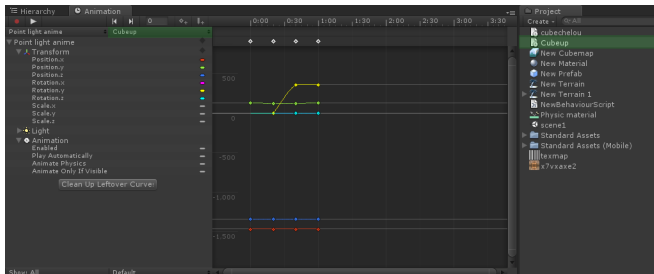 Hierarchy
Animation
0
0:00
0:30
1:00
1:30
2:00
2:30
3:00
3:30
Point light anime
Cubeup
Point light anime
Transform
Position.x
Position.y
Position.z
Rotation.x
Rotation.y
Rotation.z
Scale.x
Scale.y
Scale.z
Light
Animation
Enabled
Play Automatically
Animate Physics
Animate Only If Visible
Clean Up Leftover Curves
500
0
-500
-1,000
-1,500
Show: All
Default
Project
Create
All
cubechelou
Cubeup
New Cubemap
New Material
New Prefab
New Terrain
New Terrain 1
NewBehaviourScript
Physic material
scene1
Standard Assets
Standard Assets (Mobile)
texmap
x7vxaxe2